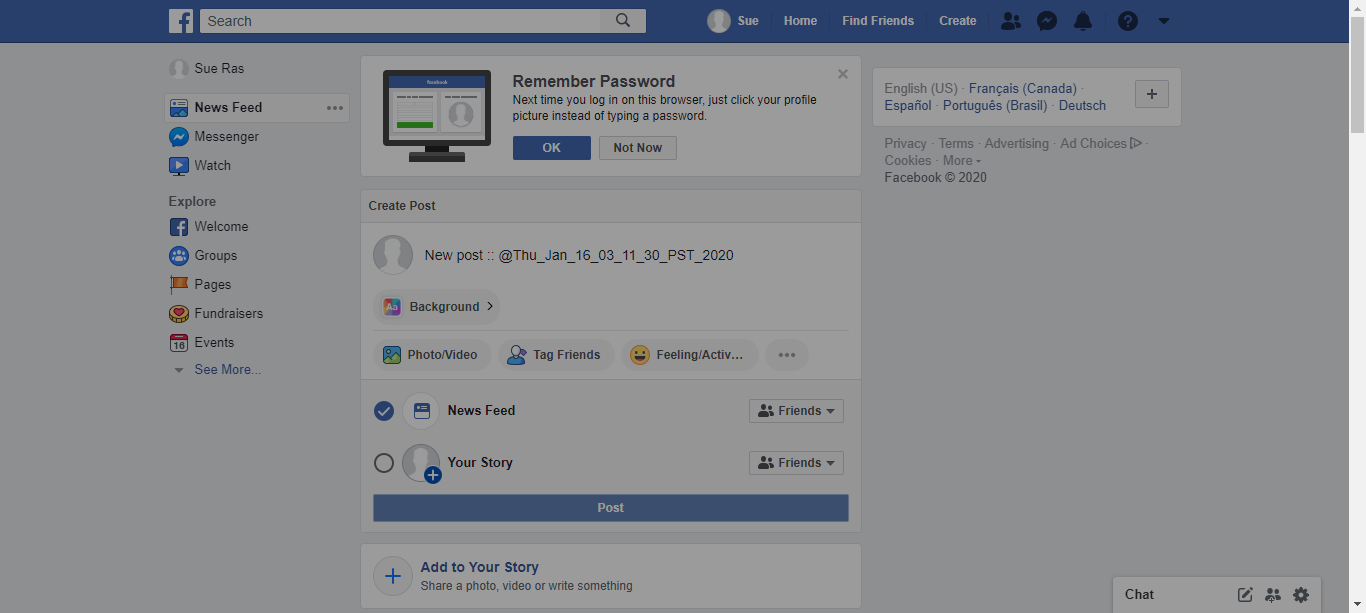 Search
Sue
Home
Find Friends
Create
Sue Ras
News Feed
Messenger
Watch
Explore
Welcome
Groups
Pages
Fundraisers
16
Events
See More...
facebook
Remember Password
Next time you log in on this browser, just click your profile
picture instead of typing a password.
OK
Not Now
Create Post
New post :: @Thu_Jan_16_03_11_30_PST_2020
Aa
Background
Photo/Video
Tag Friends
Feeling/Activ...
News Feed
Friends
Your Story
Friends
Post
Add to Your Story
Share a photo, video or write something
English (US) · Français (Canada) ·
Español · Português (Brasil) · Deutsch
Privacy · Terms · Advertising · Ad Choices ·
Cookies · More
Facebook © 2020
Chat